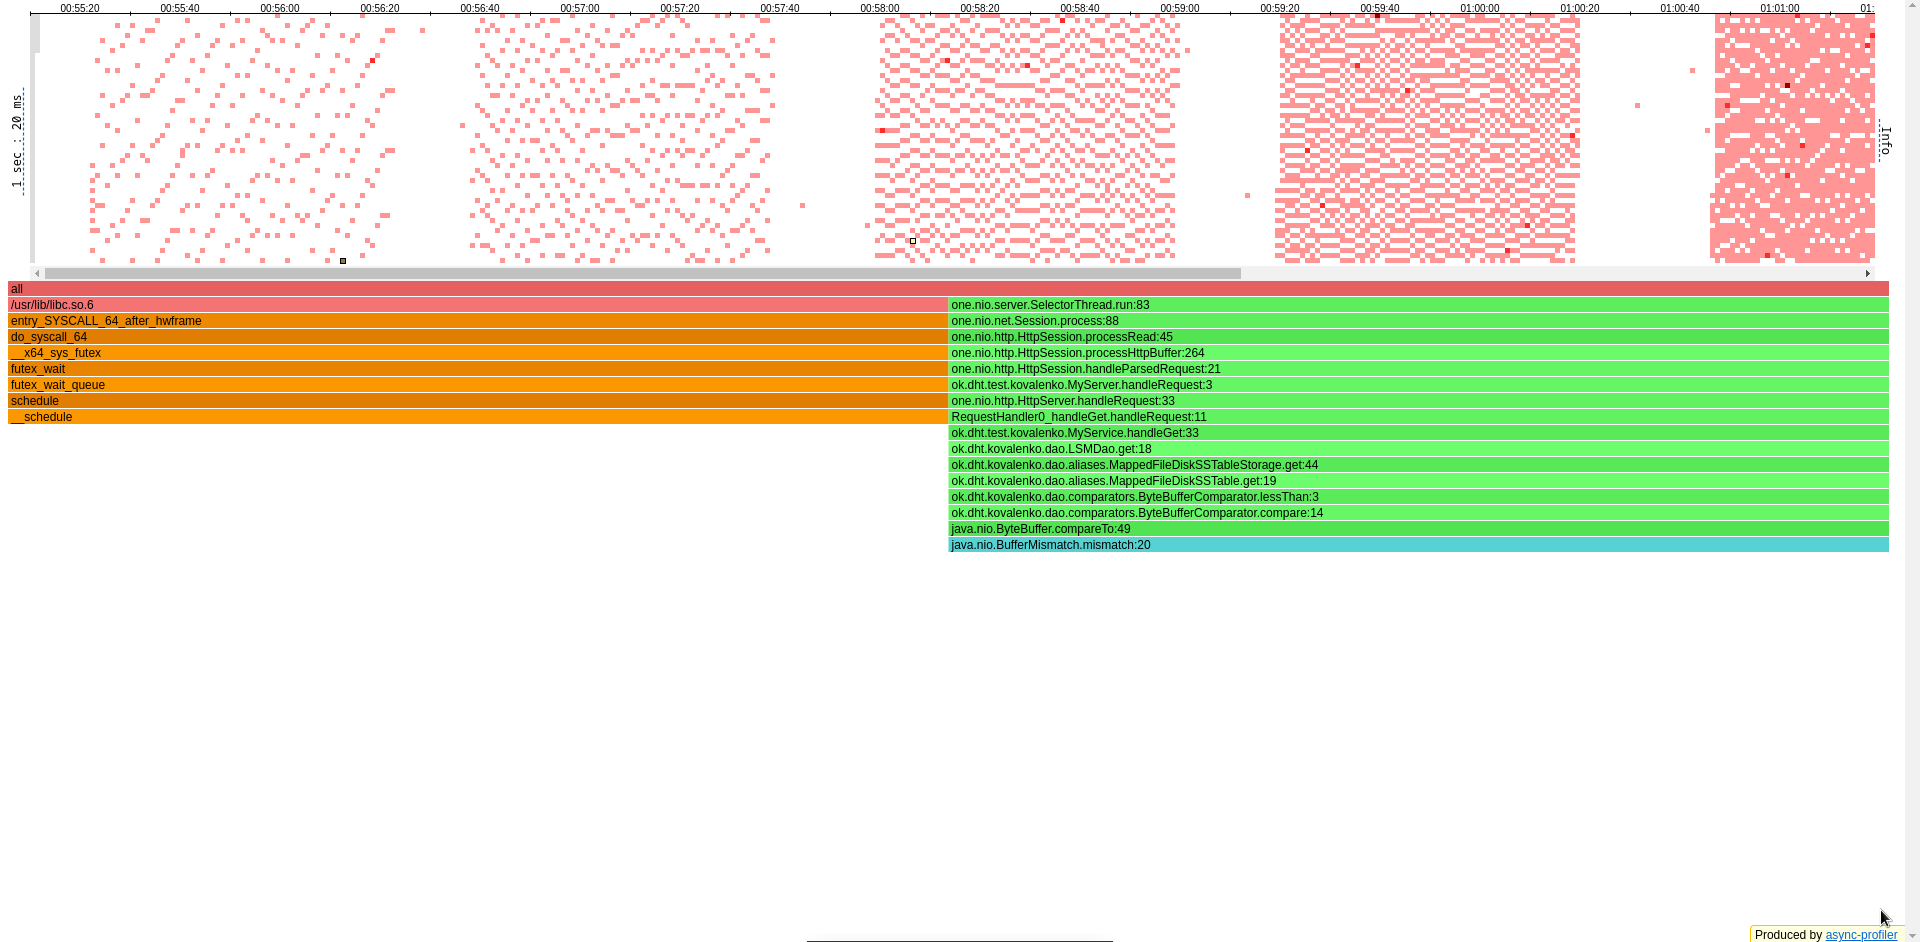 00:55:20 00:55:40 00:56:00 00:56:20 00:56:40 00:57:00 00:57:20 00:57:40 00:58:00 00:58:20 00:58:40 00:59:00 00:59:20 00:59:40 01:00:00 01:00:20 01:00:40 01:01:00 01:
1 sec : 20 ms
Info
all
/usr/lib/libc.so.6 one.nio.server.SelectorThread.run:83
entry_SYSCALL_64_after_hwframe one.nio.net.Session.process:88
do_syscall_64 one.nio.http.HttpSession.processRead:45
__x64_sys_futex one.nio.http.HttpSession.processHttpBuffer:264
futex_wait one.nio.http.HttpSession.handleParsedRequest:21
futex_wait_queue ok.dht.test.kovalenko.MyServer.handleRequest:3
schedule one.nio.http.HttpServer.handleRequest:33
__schedule RequestHandler0_handleGet.handleRequest:11
ok.dht.test.kovalenko.MyService.handleGet:33
ok.dht.kovalenko.dao.LSMDao.get:18
ok.dht.kovalenko.dao.aliases.MappedFileDiskSSTableStorage.get:44
ok.dht.kovalenko.dao.aliases.MappedFileDiskSSTable.get:19
ok.dht.kovalenko.dao.comparators.ByteBufferComparator.lessThan:3
ok.dht.kovalenko.dao.comparators.ByteBufferComparator.compare:14
java.nio.ByteBuffer.compareTo:49
java.nio.BufferMismatch.mismatch:20
Produced by async-profiler